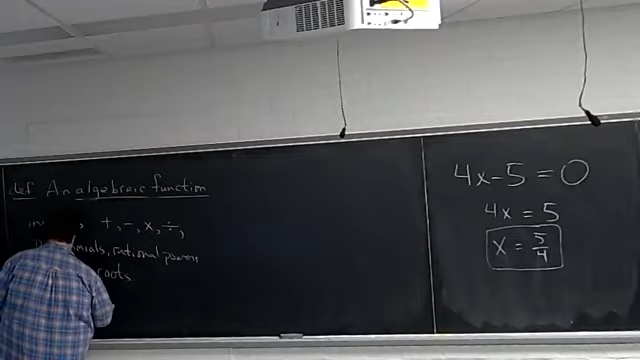 def An algebraic function
+, -, x, ÷,
rational powers
roots.
4x-5=0
4x = 5
x = 5/4